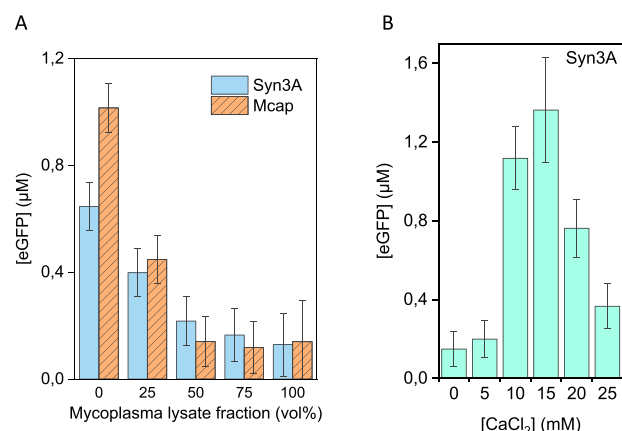 A
1,2
0,8
0,4
0,0
[eGFP] (µM)
Syn3A
Mcap
0 25 50 75 100
Mycoplasma lysate fraction (vol%)
B
1,6
1,2
0,8
0,4
0,0
[eGFP] (µM)
Syn3A
0 5 10 15 20 25
[CaCl₂] (mM)